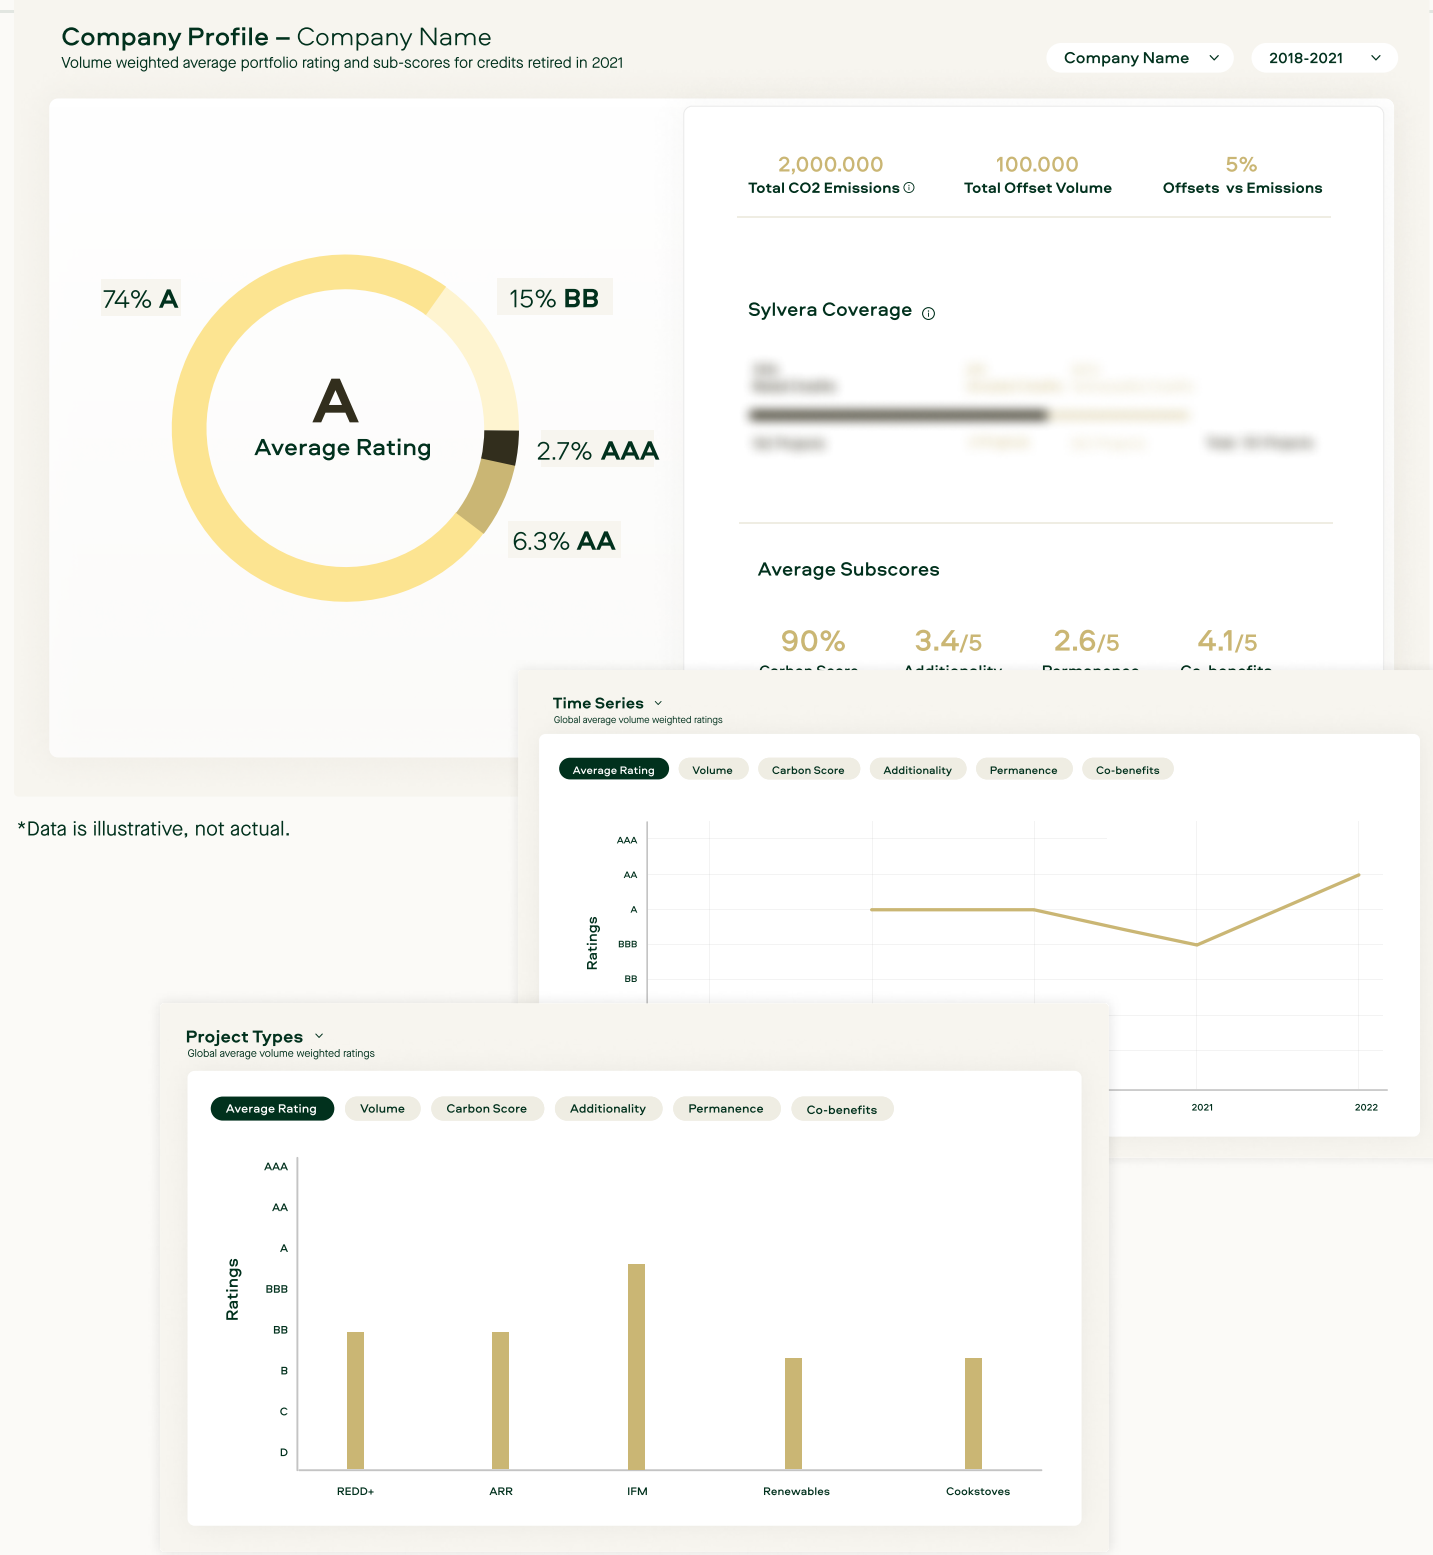 Company Profile – Company Name
Volume weighted average portfolio rating and sub-scores for credits retired in 2021
Company Name
2018-2021
74% A
15% BB
2.7% AAA
6.3% AA
A
Average Rating
2,000.000
Total CO2 Emissions
100.000
Total Offset Volume
5%
Offsets vs Emissions
Sylvera Coverage
Average Subscores
90%
Carbon Score
3.4/5
Additionality
2.6/5
Permanence
4.1/5
Co-benefits
Time Series
Global average volume weighted ratings
Average Rating
Volume
Carbon Score
Additionality
Permanence
Co-benefits
Ratings
AAA
AA
A
BBB
BB
2021
2022
*Data is illustrative, not actual.
Project Types
Global average volume weighted ratings
Average Rating
Volume
Carbon Score
Additionality
Permanence
Co-benefits
Ratings
AAA
AA
A
BBB
BB
B
C
D
REDD+
ARR
IFM
Renewables
Cookstoves